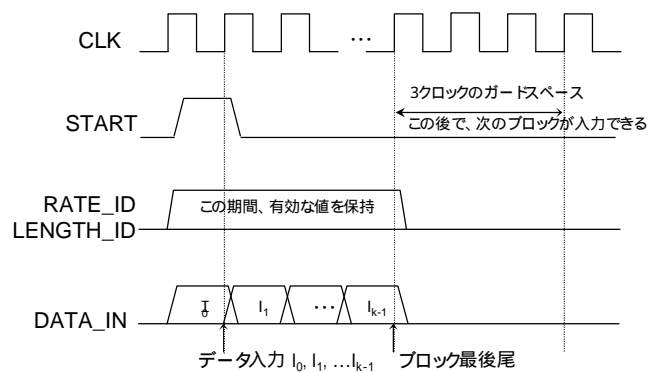 CLK
…
3クロックのガードスペース
START
この後で、次のブロックが入力できる
RATE_ID
この期間、有効な値を保持
LENGTH_ID
DATA_IN
I0
I1
…
Ik-1
データ入力 I0, I1, …Ik-1
ブロック最後尾